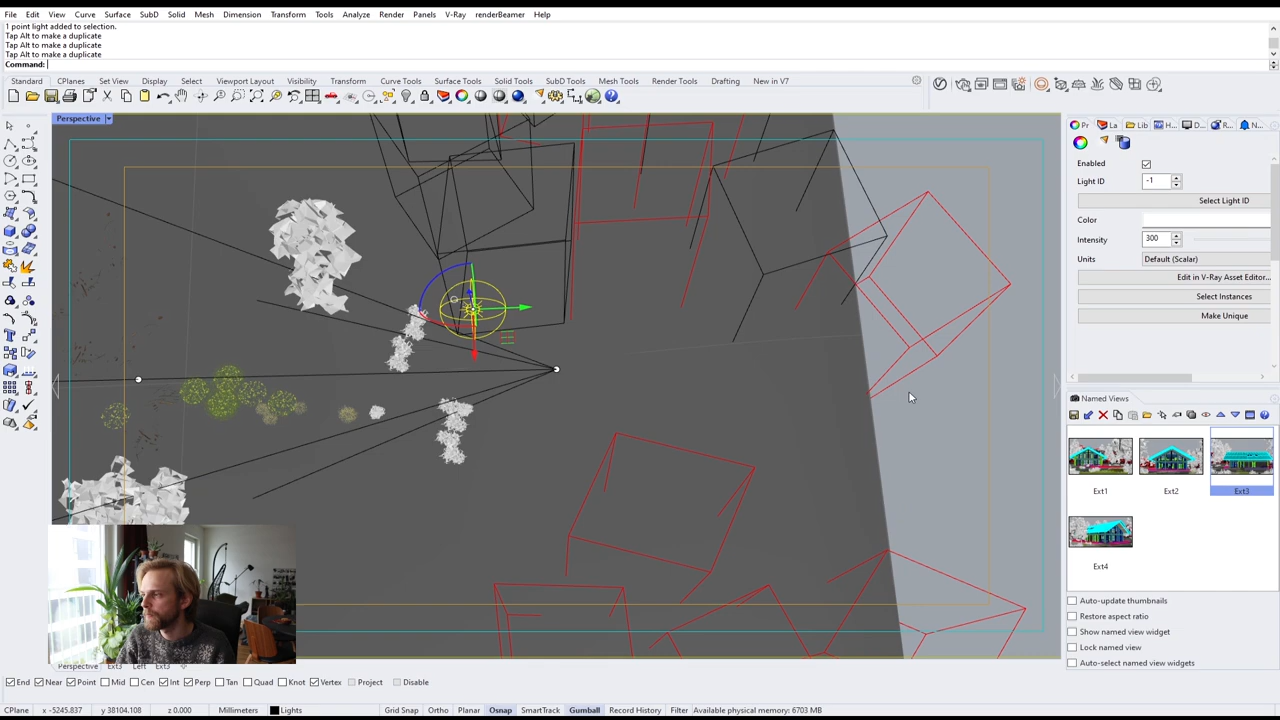 File Edit View Curve Surface SubD Solid Mesh Dimension Transform Tools Analyze Render Panels V-Ray renderBeamer Help
1 point light added to selection.
Tap Alt to make a duplicate
Tap Alt to make a duplicate
Tap Alt to make a duplicate
Command:
Standard CPlanes Set View Display Select Viewport Layout Visibility Transform Curve Tools Surface Tools Solid Tools SubD Tools Mesh Tools Render Tools Drafting New in V7
Perspective
Pr La Lib H... D... R... N...
Enabled
Light ID -1
Select Light ID
Color
Intensity 300
Units Default (Scalar)
Edit in V-Ray Asset Editor...
Select Instances
Make Unique
Named Views
Ext1 Ext2 Ext3
Ext4
Auto-update thumbnails
Restore aspect ratio
Show named view widget
Lock named view
Auto-select named view widgets
Perspective Ext3 Left Ext3
End Near Point Mid Cen Int Perp Tan Quad Knot Vertex Project Disable
CPlane x -5245.837 y 38104.108 z 0.000 Millimeters Lights Grid Snap Ortho Planar Osnap SmartTrack Gumball Record History Filter Available physical memory: 6703 MB